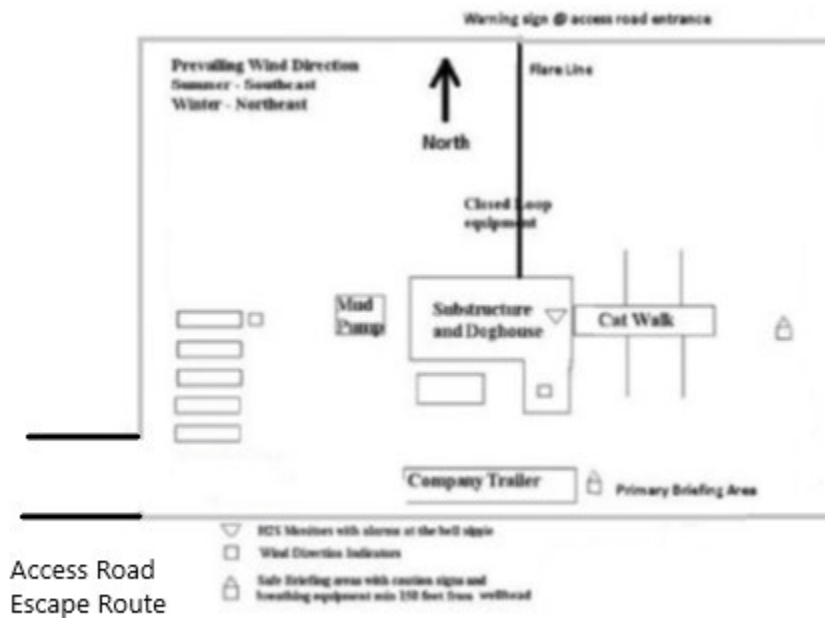 Warning sign @ access road entrance
Prevailing Wind Direction
Summer - Southeast
Winter - Northeast
Flare Line
North
Closed Loop
equipment
Mud
Pump
Substructure
and Doghouse
Cat Walk
Company Trailer
Primary Briefing Area
H2S Monitors with alarms at the bell nipple
Wind Direction Indicators
Safe Briefing areas with caution signs and
breathing equipment min 150 feet from wellhead
Access Road
Escape Route